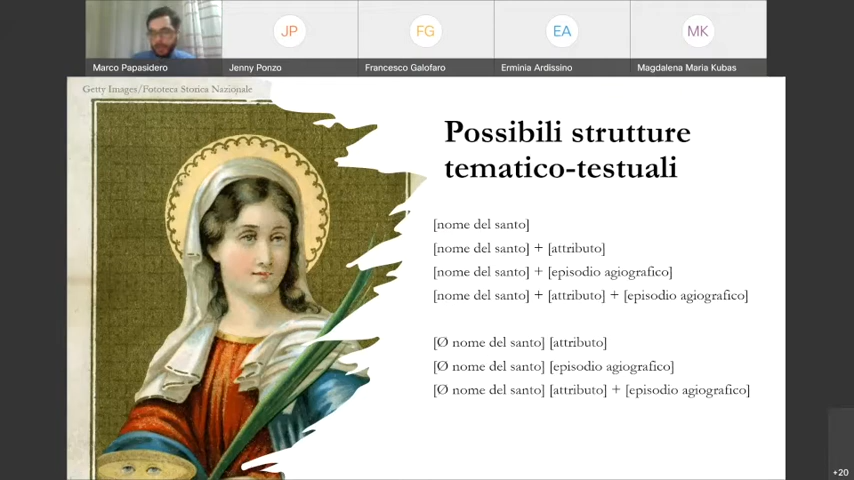 JP
FG
EA
MK
Marco Papasidero
Jenny Ponzo
Francesco Galofaro
Erminia Ardissino
Magdalena Maria Kubas
Getty Images/Fototeca Storica Nazionale
Possibili strutture
tematico-testuali
[nome del santo]
[nome del santo] + [attributo]
[nome del santo] + [episodio agiografico]
[nome del santo] + [attributo] + [episodio agiografico]
[Ø nome del santo] [attributo]
[Ø nome del santo] [episodio agiografico]
[Ø nome del santo] [attributo] + [episodio agiografico]
+20